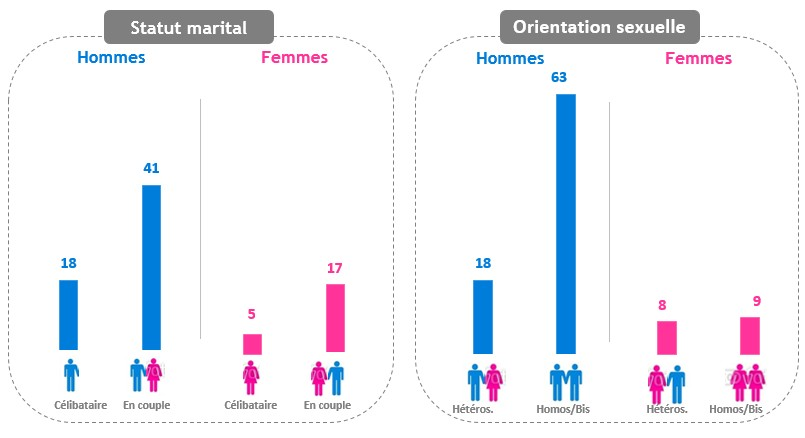 Statut marital
Hommes
Femmes
41
18
17
5
Célibataire
En couple
Célibataire
En couple
Orientation sexuelle
Hommes
Femmes
63
18
8
9
Hétéros.
Homos/Bis
Hétéros.
Homos/Bis